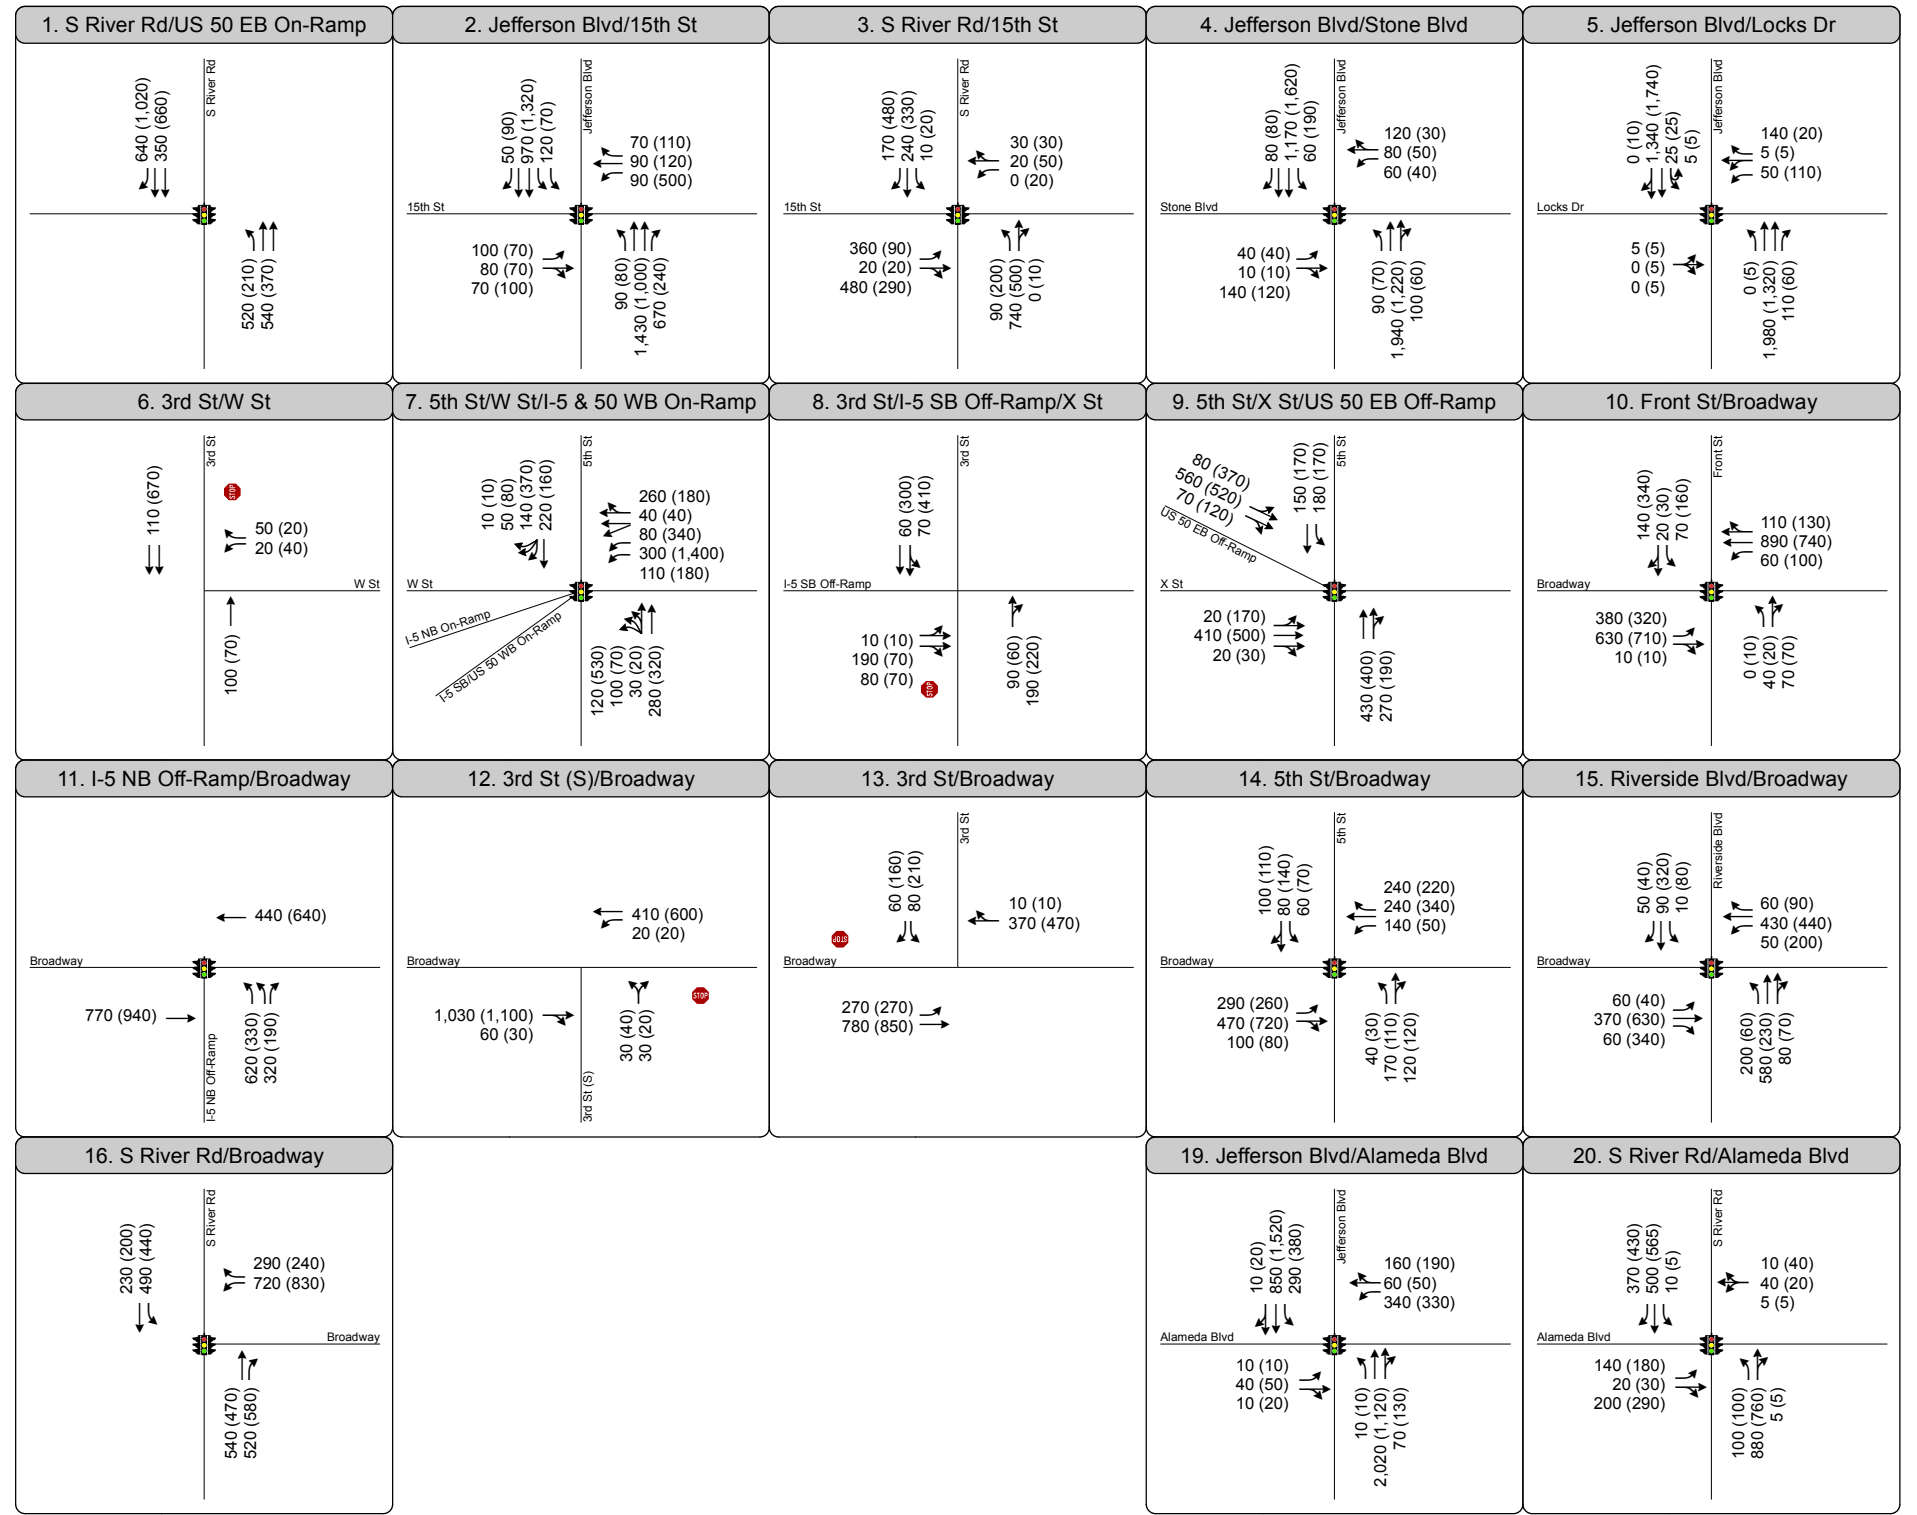 1. S River Rd/US 50 EB On-Ramp
S River Rd
640 (1,020)
350 (660)
520 (210)
540 (370)
2. Jefferson Blvd/15th St
Jefferson Blvd
50 (90)
970 (1,320)
120 (70)
70 (110)
90 (120)
90 (500)
15th St
100 (70)
80 (70)
70 (100)
90 (80)
1,430 (1,000)
670 (240)
3. S River Rd/15th St
S River Rd
170 (480)
240 (330)
10 (20)
30 (30)
20 (50)
0 (20)
15th St
360 (90)
20 (20)
480 (290)
90 (200)
740 (500)
0 (10)
4. Jefferson Blvd/Stone Blvd
Jefferson Blvd
80 (80)
1,170 (1,620)
60 (190)
120 (30)
80 (50)
60 (40)
Stone Blvd
40 (40)
10 (10)
140 (120)
90 (70)
1,940 (1,220)
100 (60)
5. Jefferson Blvd/Locks Dr
Jefferson Blvd
0 (10)
1,340 (1,740)
25 (25)
5 (5)
140 (20)
5 (5)
50 (110)
Locks Dr
5 (5)
0 (5)
0 (5)
0 (5)
1,980 (1,320)
110 (60)
6. 3rd St/W St
3rd St
110 (670)
STOP
50 (20)
20 (40)
W St
100 (70)
7. 5th St/W St/I-5 & 50 WB On-Ramp
5th St
10 (10)
50 (80)
140 (370)
220 (160)
260 (180)
40 (40)
80 (340)
300 (1,400)
110 (180)
W St
I-5 NB On-Ramp
I-5 SB/US 50 WB On-Ramp
120 (530)
100 (70)
30 (20)
280 (320)
8. 3rd St/I-5 SB Off-Ramp/X St
3rd St
60 (300)
70 (410)
I-5 SB Off-Ramp
10 (10)
190 (70)
80 (70)
STOP
90 (60)
190 (220)
9. 5th St/X St/US 50 EB Off-Ramp
5th St
80 (370)
560 (520)
70 (120)
US 50 EB Off-Ramp
150 (170)
180 (170)
X St
20 (170)
410 (500)
20 (30)
430 (400)
270 (190)
10. Front St/Broadway
Front St
140 (340)
20 (30)
70 (160)
110 (130)
890 (740)
60 (100)
Broadway
380 (320)
630 (710)
10 (10)
0 (10)
40 (20)
70 (70)
11. I-5 NB Off-Ramp/Broadway
440 (640)
Broadway
770 (940)
I-5 NB Off-Ramp
620 (330)
320 (190)
12. 3rd St (S)/Broadway
410 (600)
20 (20)
Broadway
1,030 (1,100)
60 (30)
3rd St (S)
30 (40)
30 (20)
STOP
13. 3rd St/Broadway
3rd St
60 (160)
80 (210)
10 (10)
370 (470)
STOP
Broadway
270 (270)
780 (850)
14. 5th St/Broadway
5th St
100 (110)
80 (140)
60 (70)
240 (220)
240 (340)
140 (50)
Broadway
290 (260)
470 (720)
100 (80)
40 (30)
170 (110)
120 (120)
15. Riverside Blvd/Broadway
Riverside Blvd
50 (40)
90 (320)
10 (80)
60 (90)
430 (440)
50 (200)
Broadway
60 (40)
370 (630)
60 (340)
200 (60)
580 (230)
80 (70)
16. S River Rd/Broadway
S River Rd
230 (200)
490 (440)
290 (240)
720 (830)
Broadway
540 (470)
520 (580)
19. Jefferson Blvd/Alameda Blvd
Jefferson Blvd
10 (20)
850 (1,520)
290 (380)
160 (190)
60 (50)
340 (330)
Alameda Blvd
10 (10)
40 (50)
10 (20)
10 (10)
2,020 (1,120)
70 (130)
20. S River Rd/Alameda Blvd
S River Rd
370 (430)
500 (565)
10 (5)
10 (40)
40 (20)
5 (5)
Alameda Blvd
140 (180)
20 (30)
200 (290)
100 (100)
880 (760)
5 (5)